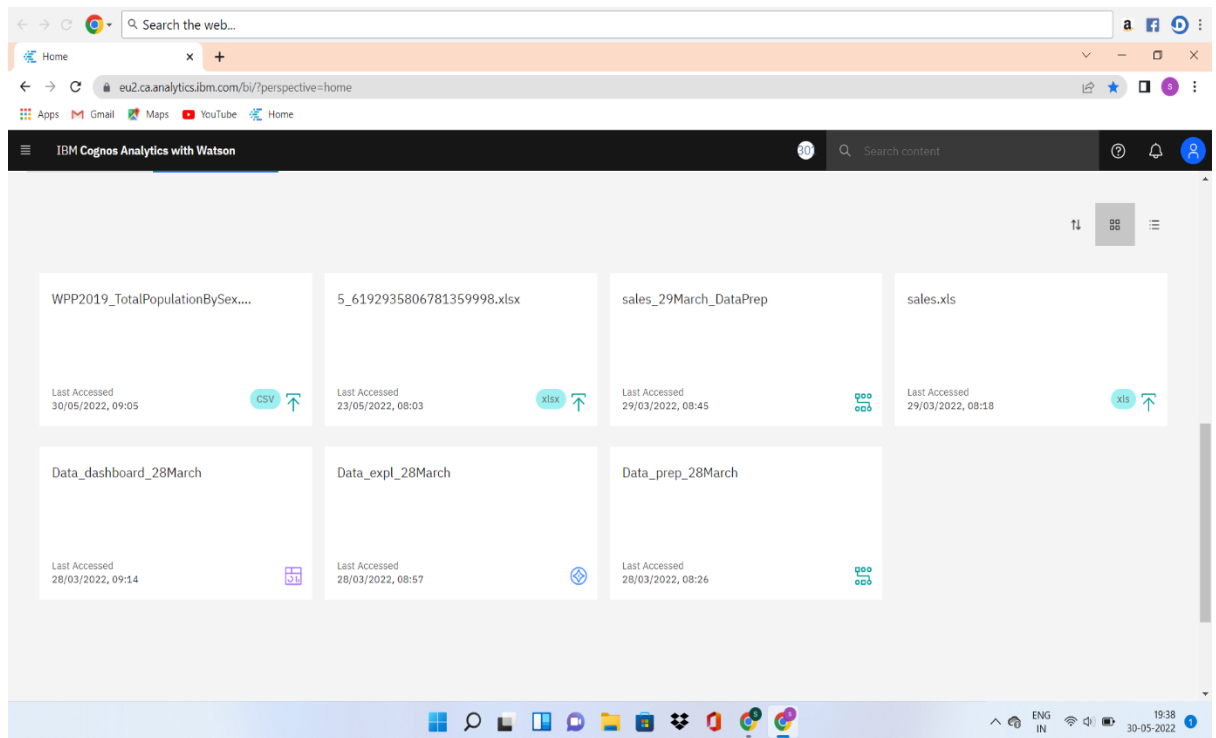 Search the web...
a
Home
eu2.ca.analytics.ibm.com/bi/?perspective=home
S
Apps Gmail Maps YouTube Home
IBM Cognos Analytics with Watson
30
Search content
WPP2019_TotalPopulationBySex....
5_6192935806781359998.xlsx
sales_29March_DataPrep
sales.xls
Last Accessed
30/05/2022, 09:05
CSV
Last Accessed
23/05/2022, 08:03
xlsx
Last Accessed
29/03/2022, 08:45
Last Accessed
29/03/2022, 08:18
xls
Data_dashboard_28March
Data_expl_28March
Data_prep_28March
Last Accessed
28/03/2022, 09:14
Last Accessed
28/03/2022, 08:57
Last Accessed
28/03/2022, 08:26
ENG
IN
19:38
30-05-2022
1